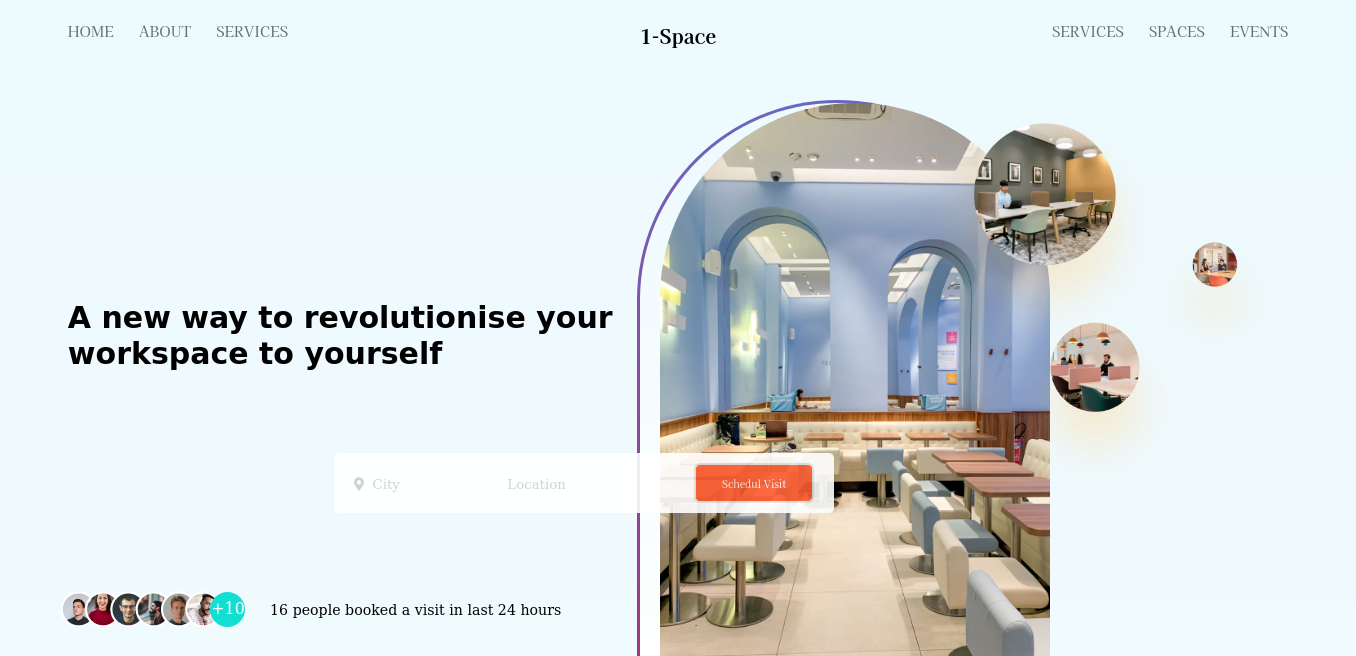 HOME ABOUT SERVICES
1-Space
SERVICES SPACES EVENTS
A new way to revolutionise your
workspace to yourself
City
Location
Schedul Visit
+10
16 people booked a visit in last 24 hours